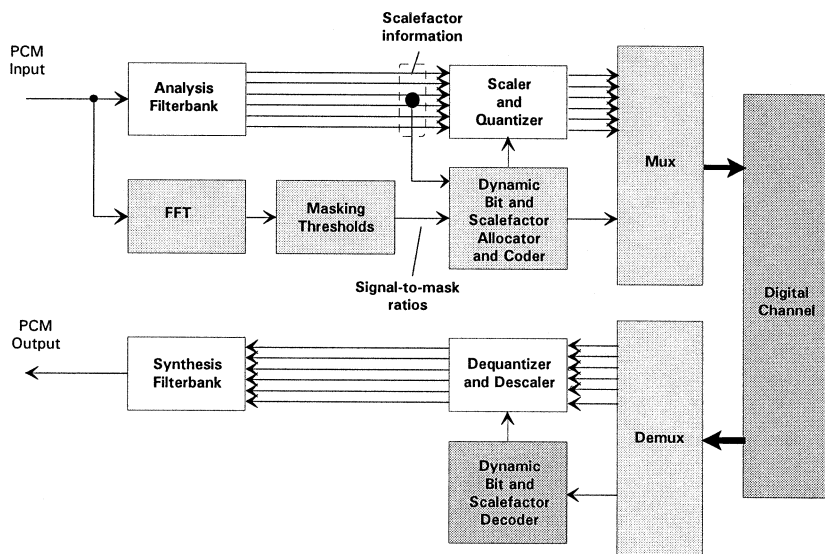 Scalefactor
information
PCM
Input
Analysis
Filterbank
Scaler
and
Quantizer
Mux
FFT
Masking
Thresholds
Dynamic
Bit and
Scalefactor
Allocator
and Coder
Signal-to-mask
ratios
Digital
Channel
PCM
Output
Synthesis
Filterbank
Dequantizer
and Descaler
Demux
Dynamic
Bit and
Scalefactor
Decoder